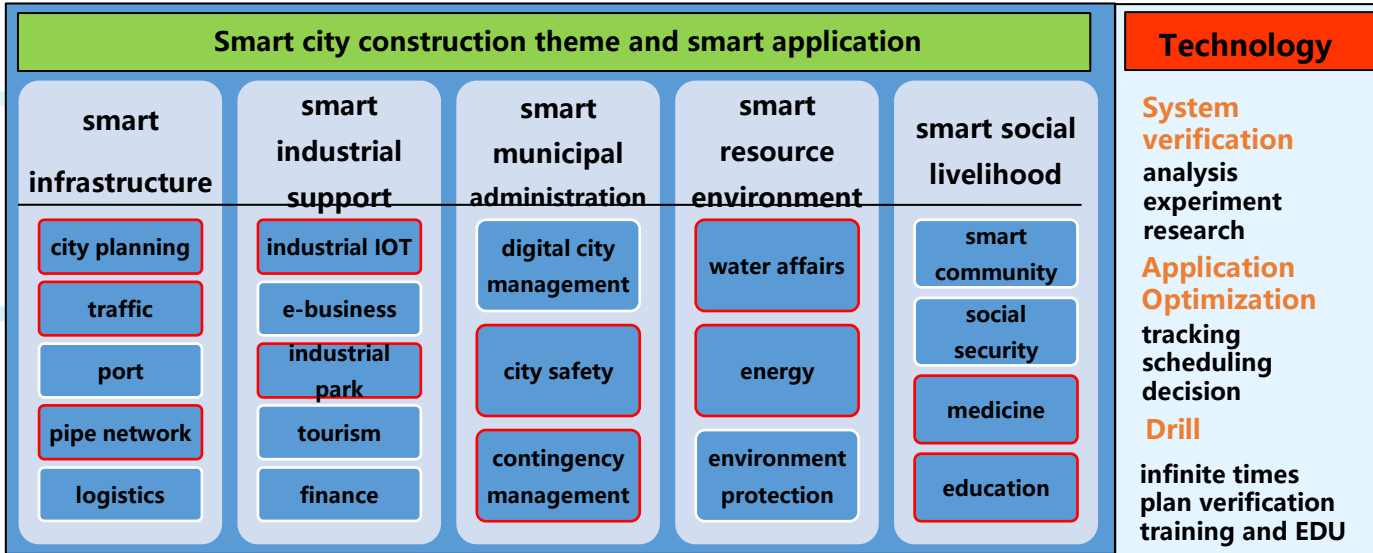 Smart city construction theme and smart application
smart
infrastructure
city planning
traffic
port
pipe network
logistics
smart
industrial
support
industrial IOT
e-business
industrial
park
tourism
finance
smart
municipal
administration
digital city
management
city safety
contingency
management
smart
resource
environment
water affairs
energy
environment
protection
smart social
livelihood
smart
community
social
security
medicine
education
Technology
System
verification
analysis
experiment
research
Application
Optimization
tracking
scheduling
decision
Drill
infinite times
plan verification
training and EDU